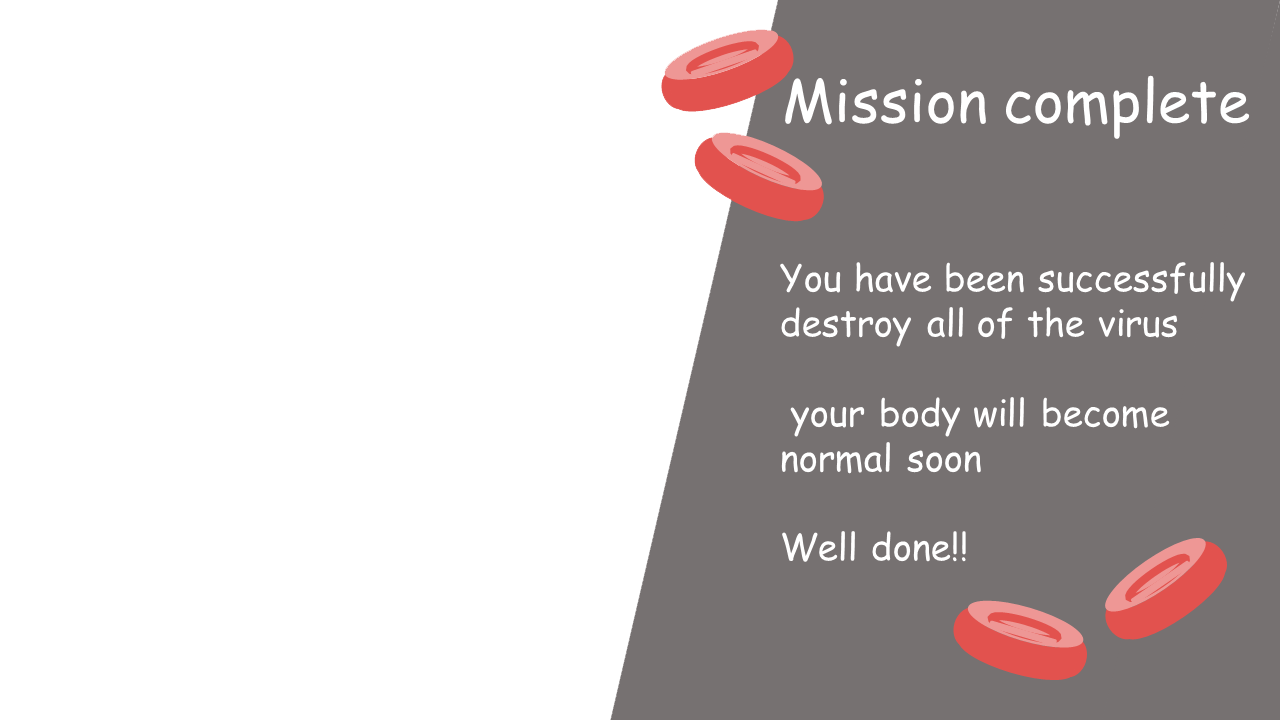 Mission complete
You have been successfully
destroy all of the virus
your body will become
normal soon
Well done!!